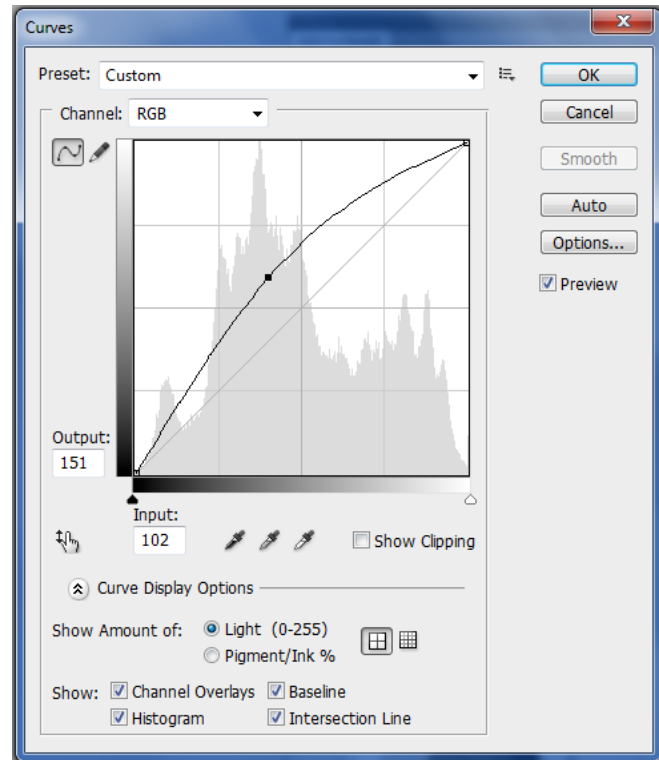 Curves
Preset: Custom
OK
Channel: RGB
Cancel
Smooth
Auto
Options...
Preview
Output:
151
Input:
102
Show Clipping
Curve Display Options
Show Amount of: Light (0-255)
Pigment/Ink %
Show: Channel Overlays Baseline
Histogram Intersection Line